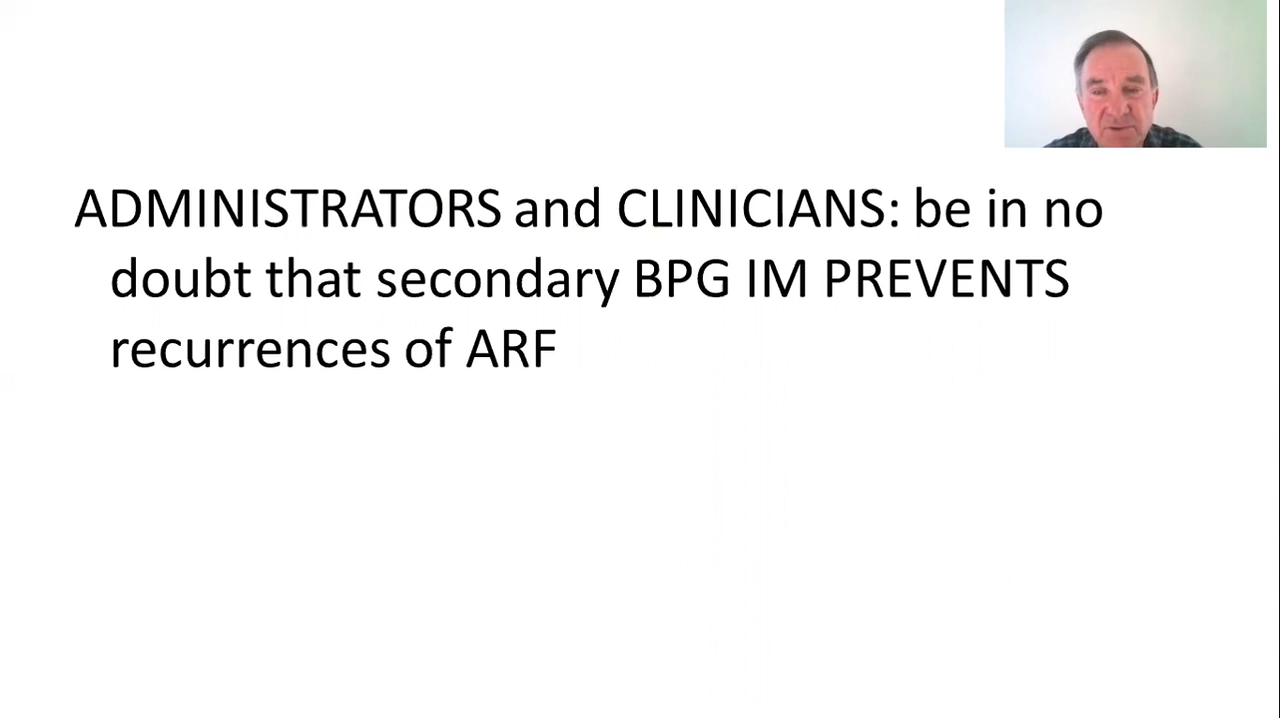 ADMINISTRATORS and CLINICIANS: be in no
doubt that secondary BPG IM PREVENTS
recurrences of ARF